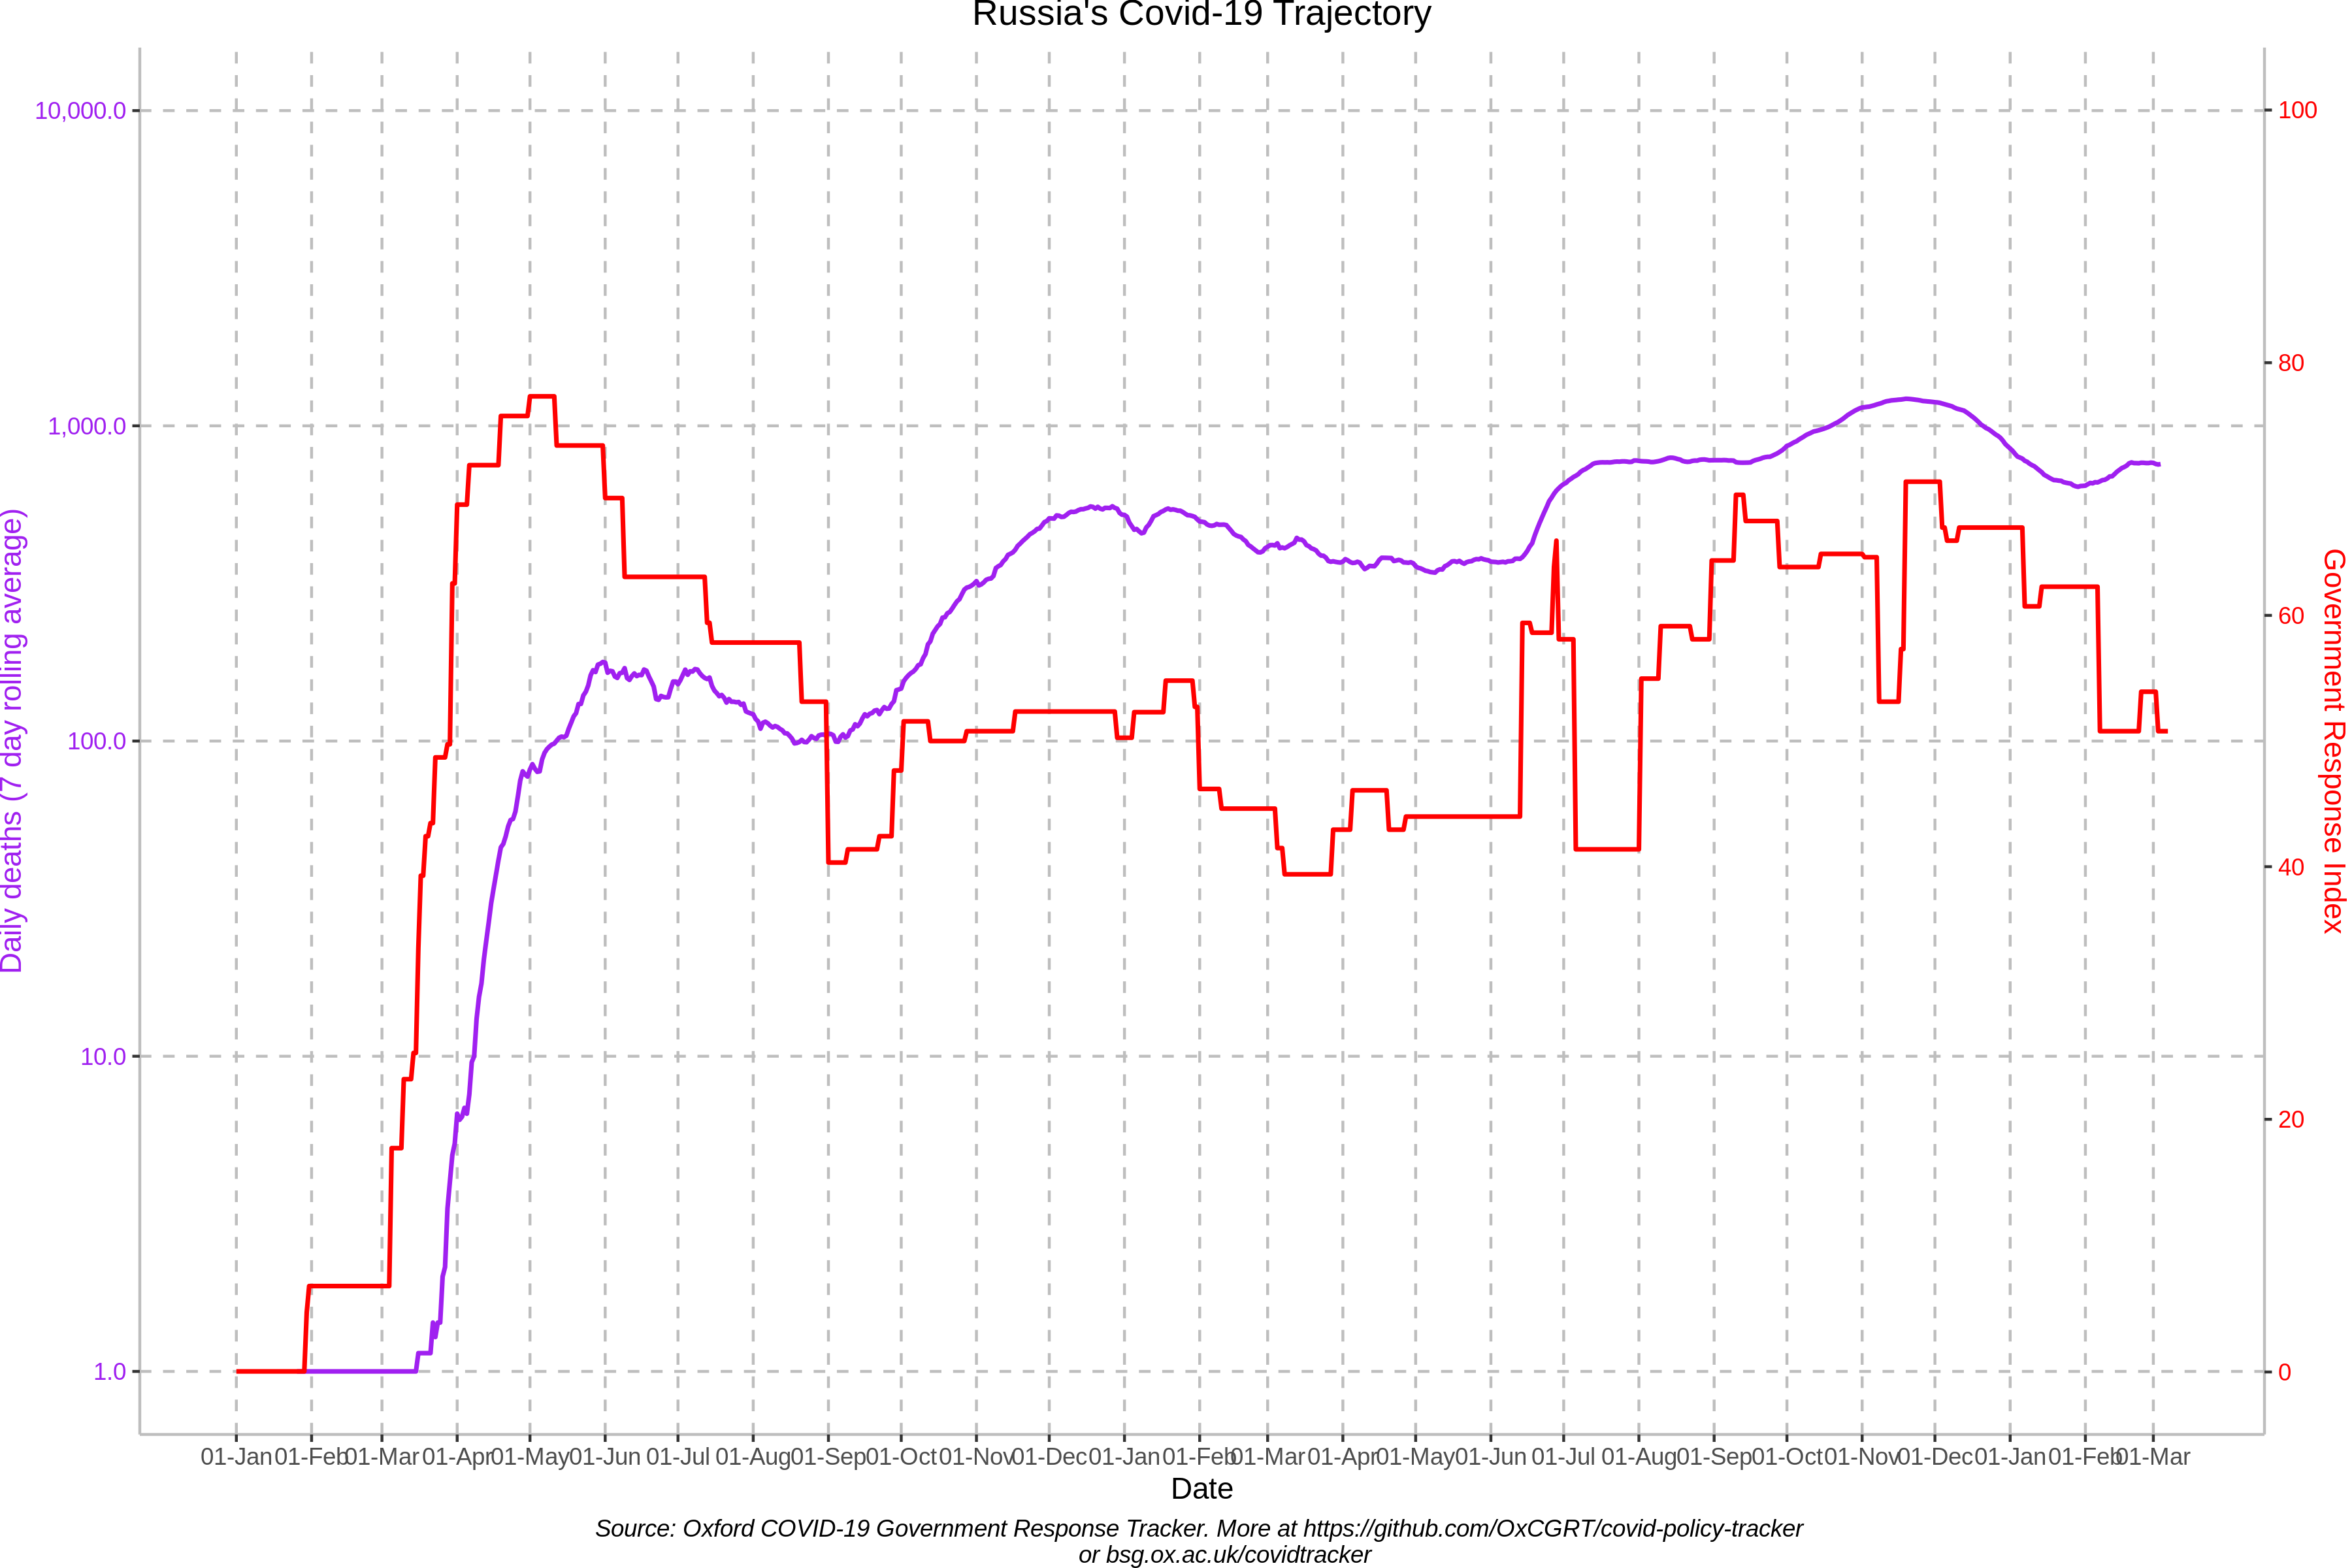 Russia's Covid-19 Trajectory
10,000.0
1,000.0
100.0
10.0
1.0
Daily deaths (7 day rolling average)
100
80
60
40
20
0
Government Response Index
01-Jan 01-Feb 01-Mar 01-Apr 01-May 01-Jun 01-Jul 01-Aug 01-Sep 01-Oct 01-Nov 01-Dec 01-Jan 01-Feb 01-Mar 01-Apr 01-May 01-Jun 01-Jul 01-Aug 01-Sep 01-Oct 01-Nov 01-Dec 01-Jan 01-Feb 01-Mar
Date
Source: Oxford COVID-19 Government Response Tracker. More at https://github.com/OxCGRT/covid-policy-tracker
or bsg.ox.ac.uk/covidtracker